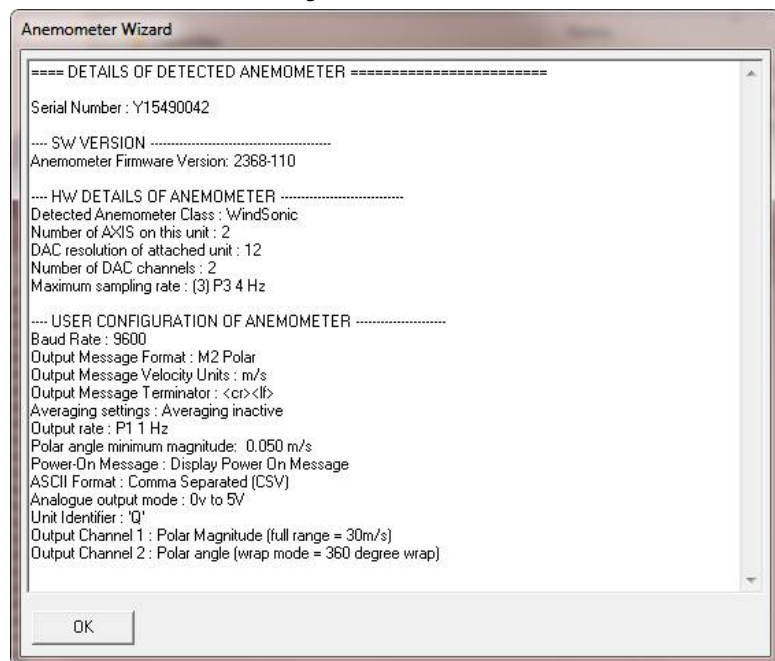 Anemometer Wizard
==== DETAILS OF DETECTED ANEMOMETER ========================
Serial Number : Y15490042
---- SW VERSION --------------------------------------------
Anemometer Firmware Version: 2368-110
---- HW DETAILS OF ANEMOMETER ------------------------------
Detected Anemometer Class : WindSonic
Number of AXIS on this unit : 2
DAC resolution of attached unit : 12
Number of DAC channels : 2
Maximum sampling rate : (3) P3 4 Hz
---- USER CONFIGURATION OF ANEMOMETER ----------------------
Baud Rate : 9600
Output Message Format : M2 Polar
Output Message Velocity Units : m/s
Output Message Terminator : <cr><lf>
Averaging settings : Averaging inactive
Output rate : P1 1 Hz
Polar angle minimum magnitude:  0.050 m/s
Power-On Message : Display Power On Message
ASCII Format : Comma Separated (CSV)
Analogue output mode : 0v to 5V
Unit Identifier : 'Q'
Output Channel 1 : Polar Magnitude (full range = 30m/s)
Output Channel 2 : Polar angle (wrap mode = 360 degree wrap)
OK